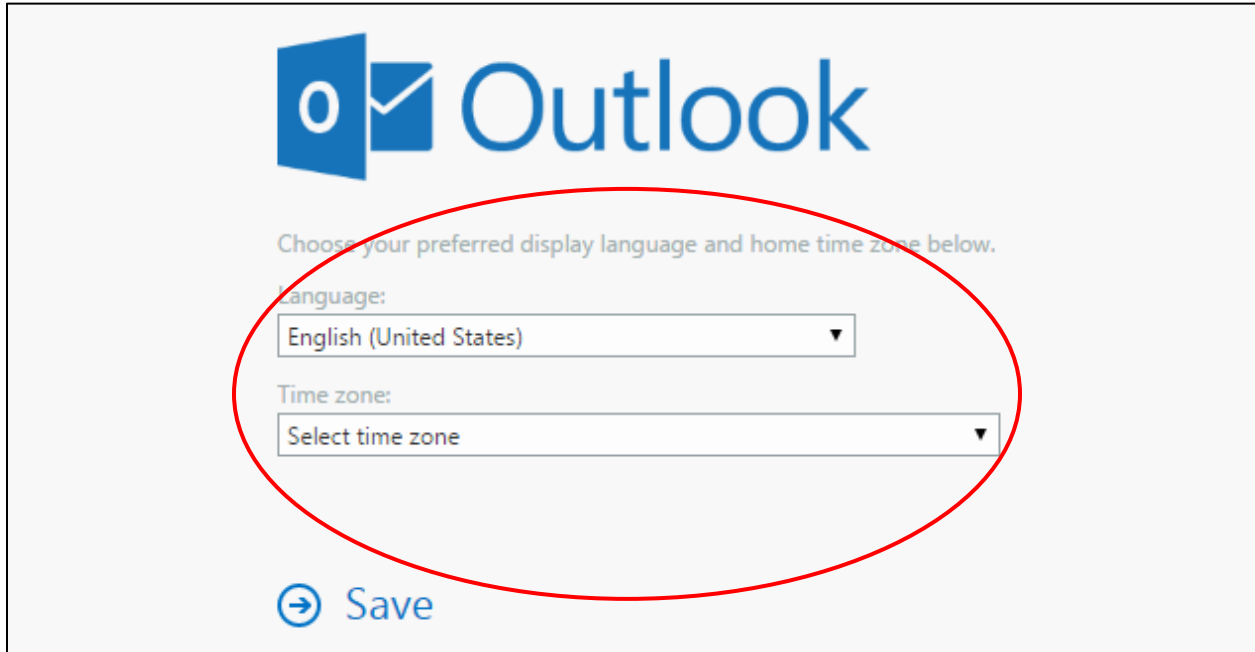 O Outlook
Choose your preferred display language and home time zone below.
Language:
English (United States)
Time zone:
Select time zone
Save